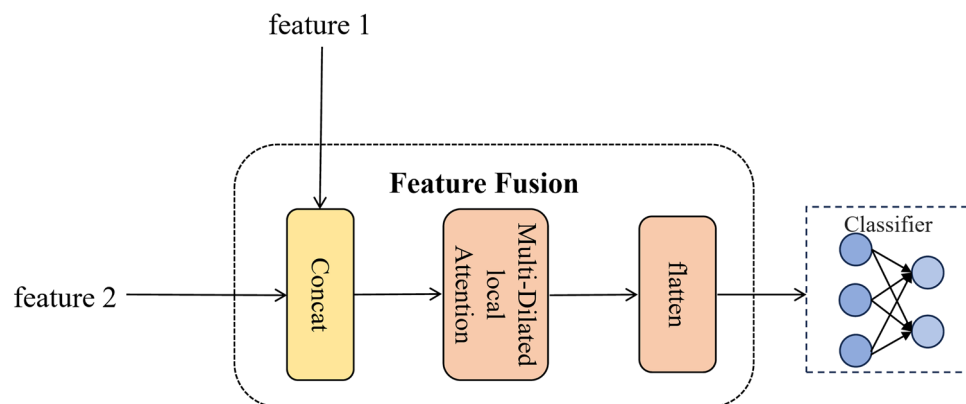 feature 1
Feature Fusion
Classifier
feature 2
Concat
Multi-Dilated
local
Attention
flatten